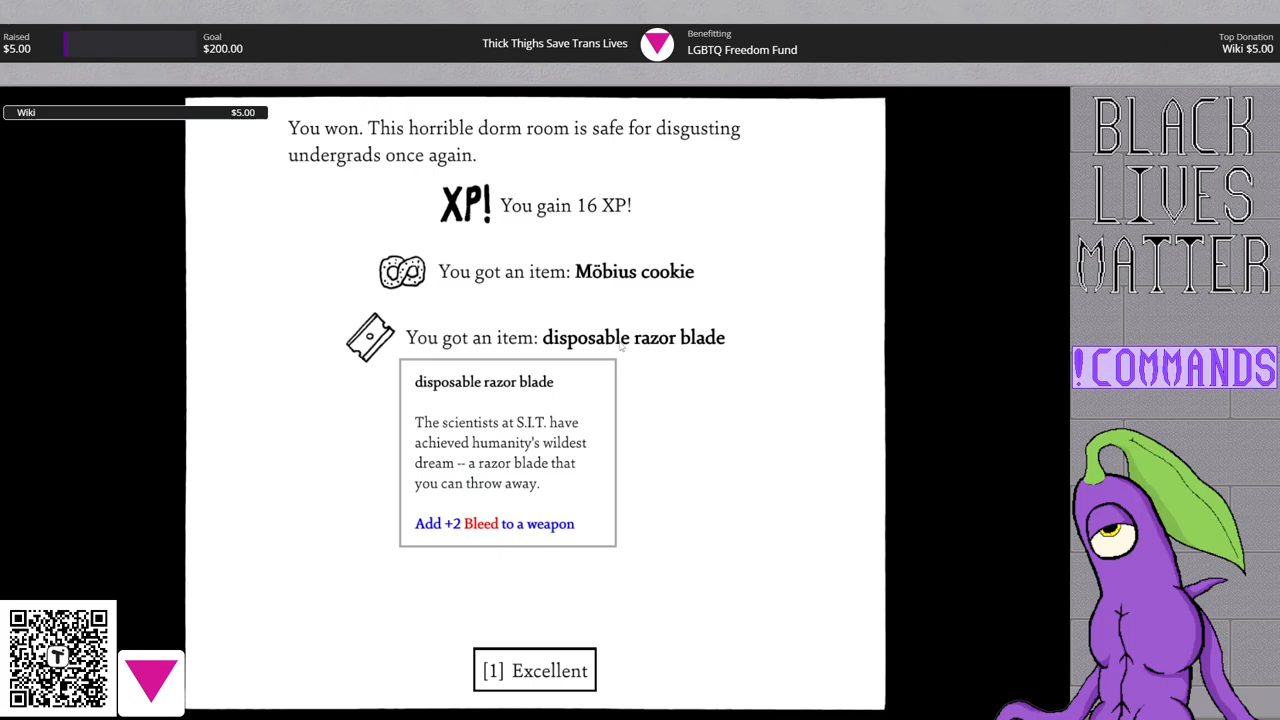 Raised
$5.00
Goal
$200.00
Thick Thighs Save Trans Lives
Benefitting
LGBTQ Freedom Fund
Top Donation
Wiki $5.00
Wiki $5.00
You won. This horrible dorm room is safe for disgusting
undergrads once again.
XP! You gain 16 XP!
You got an item: Möbius cookie
You got an item: disposable razor blade
disposable razor blade
The scientists at S.I.T. have
achieved humanity's wildest
dream -- a razor blade that
you can throw away.
Add +2 Bleed to a weapon
[1] Excellent
BLACK
LIVES
MATTER
!COMMANDS
T